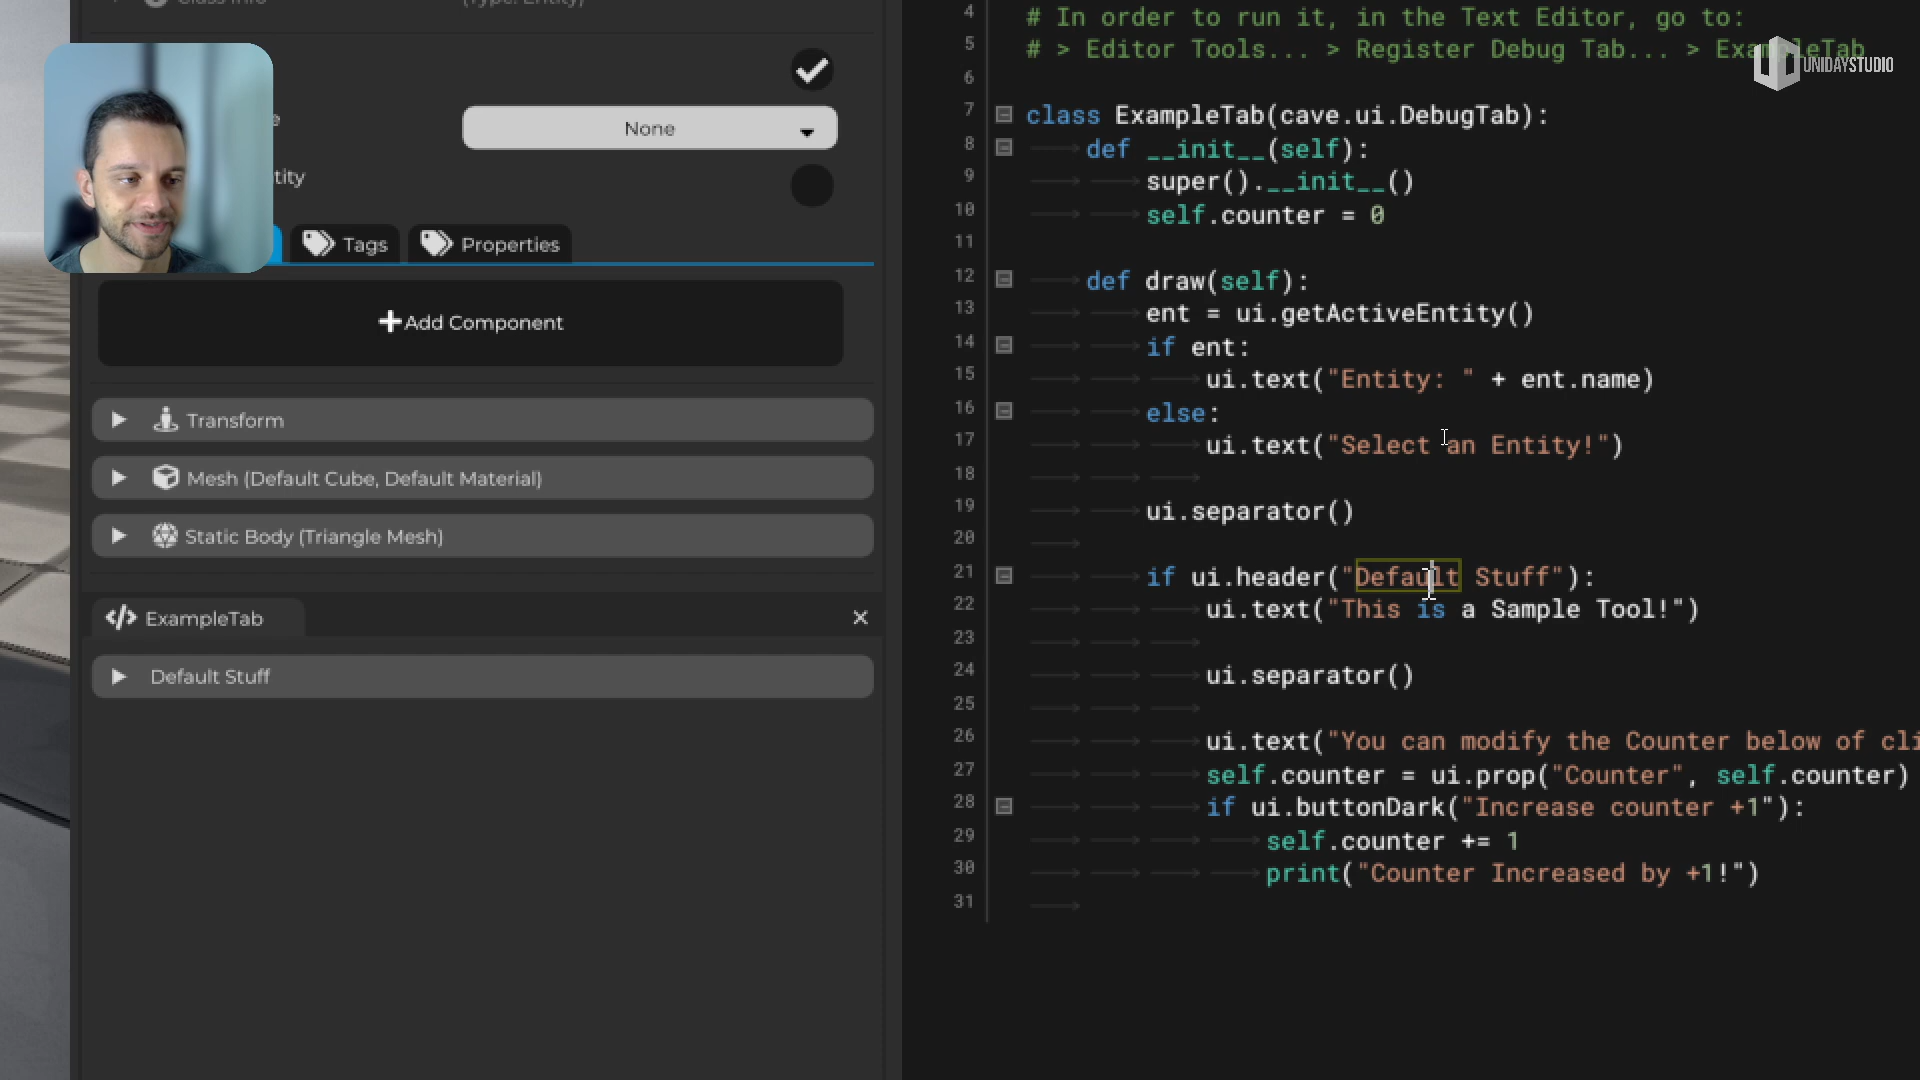 Class Info (Type: Entity)
None
tity
Tags
Properties
Add Component
Transform
Mesh (Default Cube, Default Material)
Static Body (Triangle Mesh)
ExampleTab
Default Stuff
4 # In order to run it, in the Text Editor, go to:
5 # > Editor Tools... > Register Debug Tab... > ExampleTab
UNIDAYSTUDIO
6
7 class ExampleTab(cave.ui.DebugTab):
8 def __init__(self):
9 super().__init__()
10 self.counter = 0
11
12 def draw(self):
13 ent = ui.getActiveEntity()
14 if ent:
15 ui.text("Entity: " + ent.name)
16 else:
17 ui.text("Select an Entity!")
18
19 ui.separator()
20
21 if ui.header("Default Stuff"):
22 ui.text("This is a Sample Tool!")
23
24 ui.separator()
25
26 ui.text("You can modify the Counter below of cli
27 self.counter = ui.prop("Counter", self.counter)
28 if ui.buttonDark("Increase counter +1"):
29 self.counter += 1
30 print("Counter Increased by +1!")
31